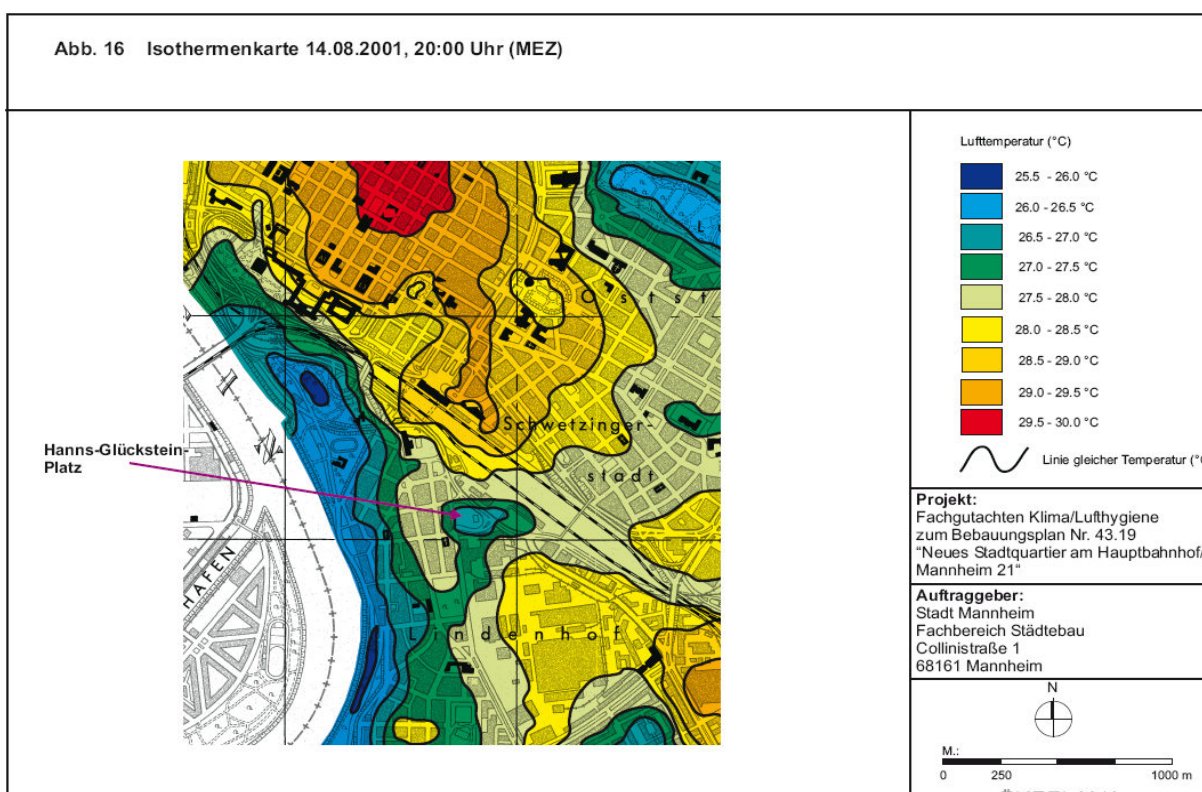 Abb. 16 Isothermenkarte 14.08.2001, 20:00 Uhr (MEZ)
Hanns-Glückstein-
Platz
Oststa
Schwetzinger-
stadt
HAFEN
Lindenhof
Lufttemperatur (°C)
25.5 - 26.0 °C
26.0 - 26.5 °C
26.5 - 27.0 °C
27.0 - 27.5 °C
27.5 - 28.0 °C
28.0 - 28.5 °C
28.5 - 29.0 °C
29.0 - 29.5 °C
29.5 - 30.0 °C
Linie gleicher Temperatur (°C
Projekt:
Fachgutachten Klima/Lufthygiene
zum Bebauungsplan Nr. 43.19
"Neues Stadtquartier am Hauptbahnhof/
Mannheim 21"
Auftraggeber:
Stadt Mannheim
Fachbereich Städtebau
Collinistraße 1
68161 Mannheim
N
M.:
0 250 1000 m